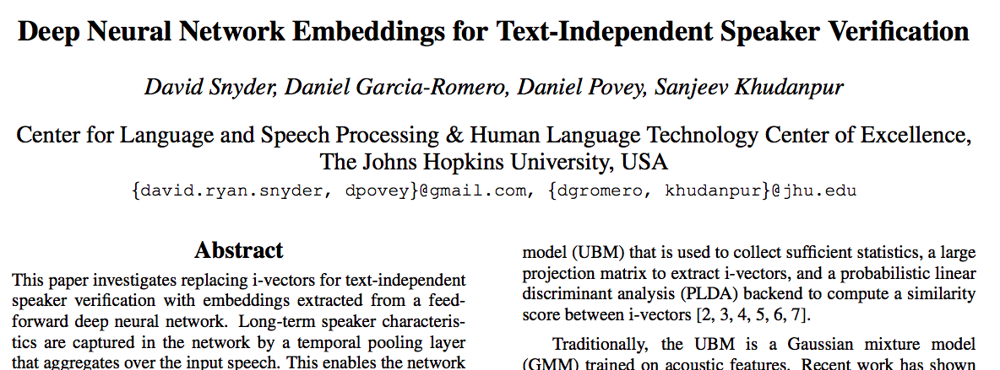 Deep Neural Network Embeddings for Text-Independent Speaker Verification
David Snyder, Daniel Garcia-Romero, Daniel Povey, Sanjeev Khudanpur
Center for Language and Speech Processing & Human Language Technology Center of Excellence,
The Johns Hopkins University, USA
{david.ryan.snyder, dpovey}@gmail.com, {dgromero, khudanpur}@jhu.edu
Abstract
This paper investigates replacing i-vectors for text-independent
speaker verification with embeddings extracted from a feed-
forward deep neural network. Long-term speaker characteris-
tics are captured in the network by a temporal pooling layer
that aggregates over the input speech. This enables the network
model (UBM) that is used to collect sufficient statistics, a large
projection matrix to extract i-vectors, and a probabilistic linear
discriminant analysis (PLDA) backend to compute a similarity
score between i-vectors [2, 3, 4, 5, 6, 7].
Traditionally, the UBM is a Gaussian mixture model
(GMM) trained on acoustic features. Recent work has shown